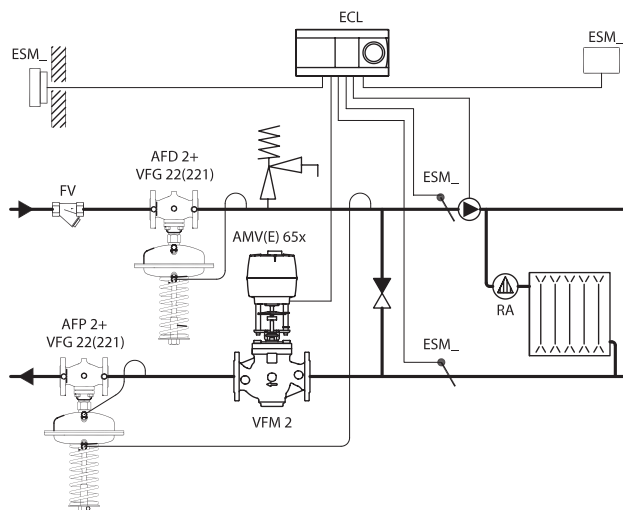 ECL
ESM_
ESM_
AFD 2+
VFG 22(221)
FV
ESM_
AMV(E) 65x
RA
AFP 2+
VFG 22(221)
ESM_
VFM 2